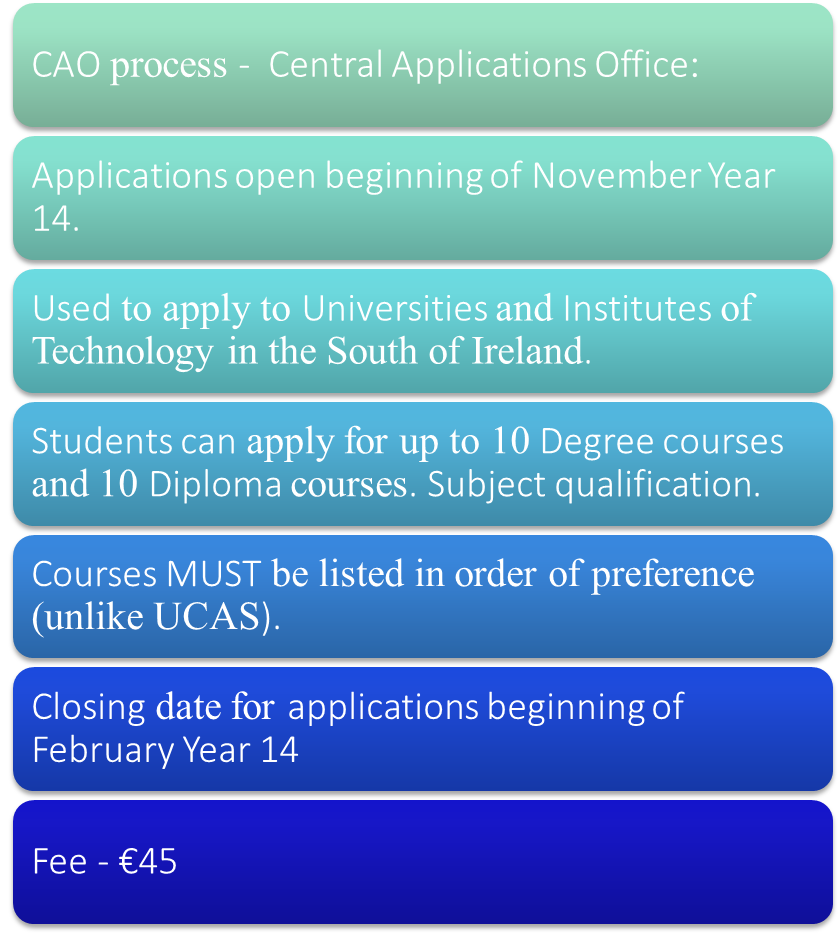 CAO process -  Central Applications Office:
Applications open beginning of November Year
14.
Used to apply to Universities and Institutes of
Technology in the South of Ireland.
Students can apply for up to 10 Degree courses
and 10 Diploma courses. Subject qualification.
Courses MUST be listed in order of preference
(unlike UCAS).
Closing date for applications beginning of
February Year 14
Fee - €45